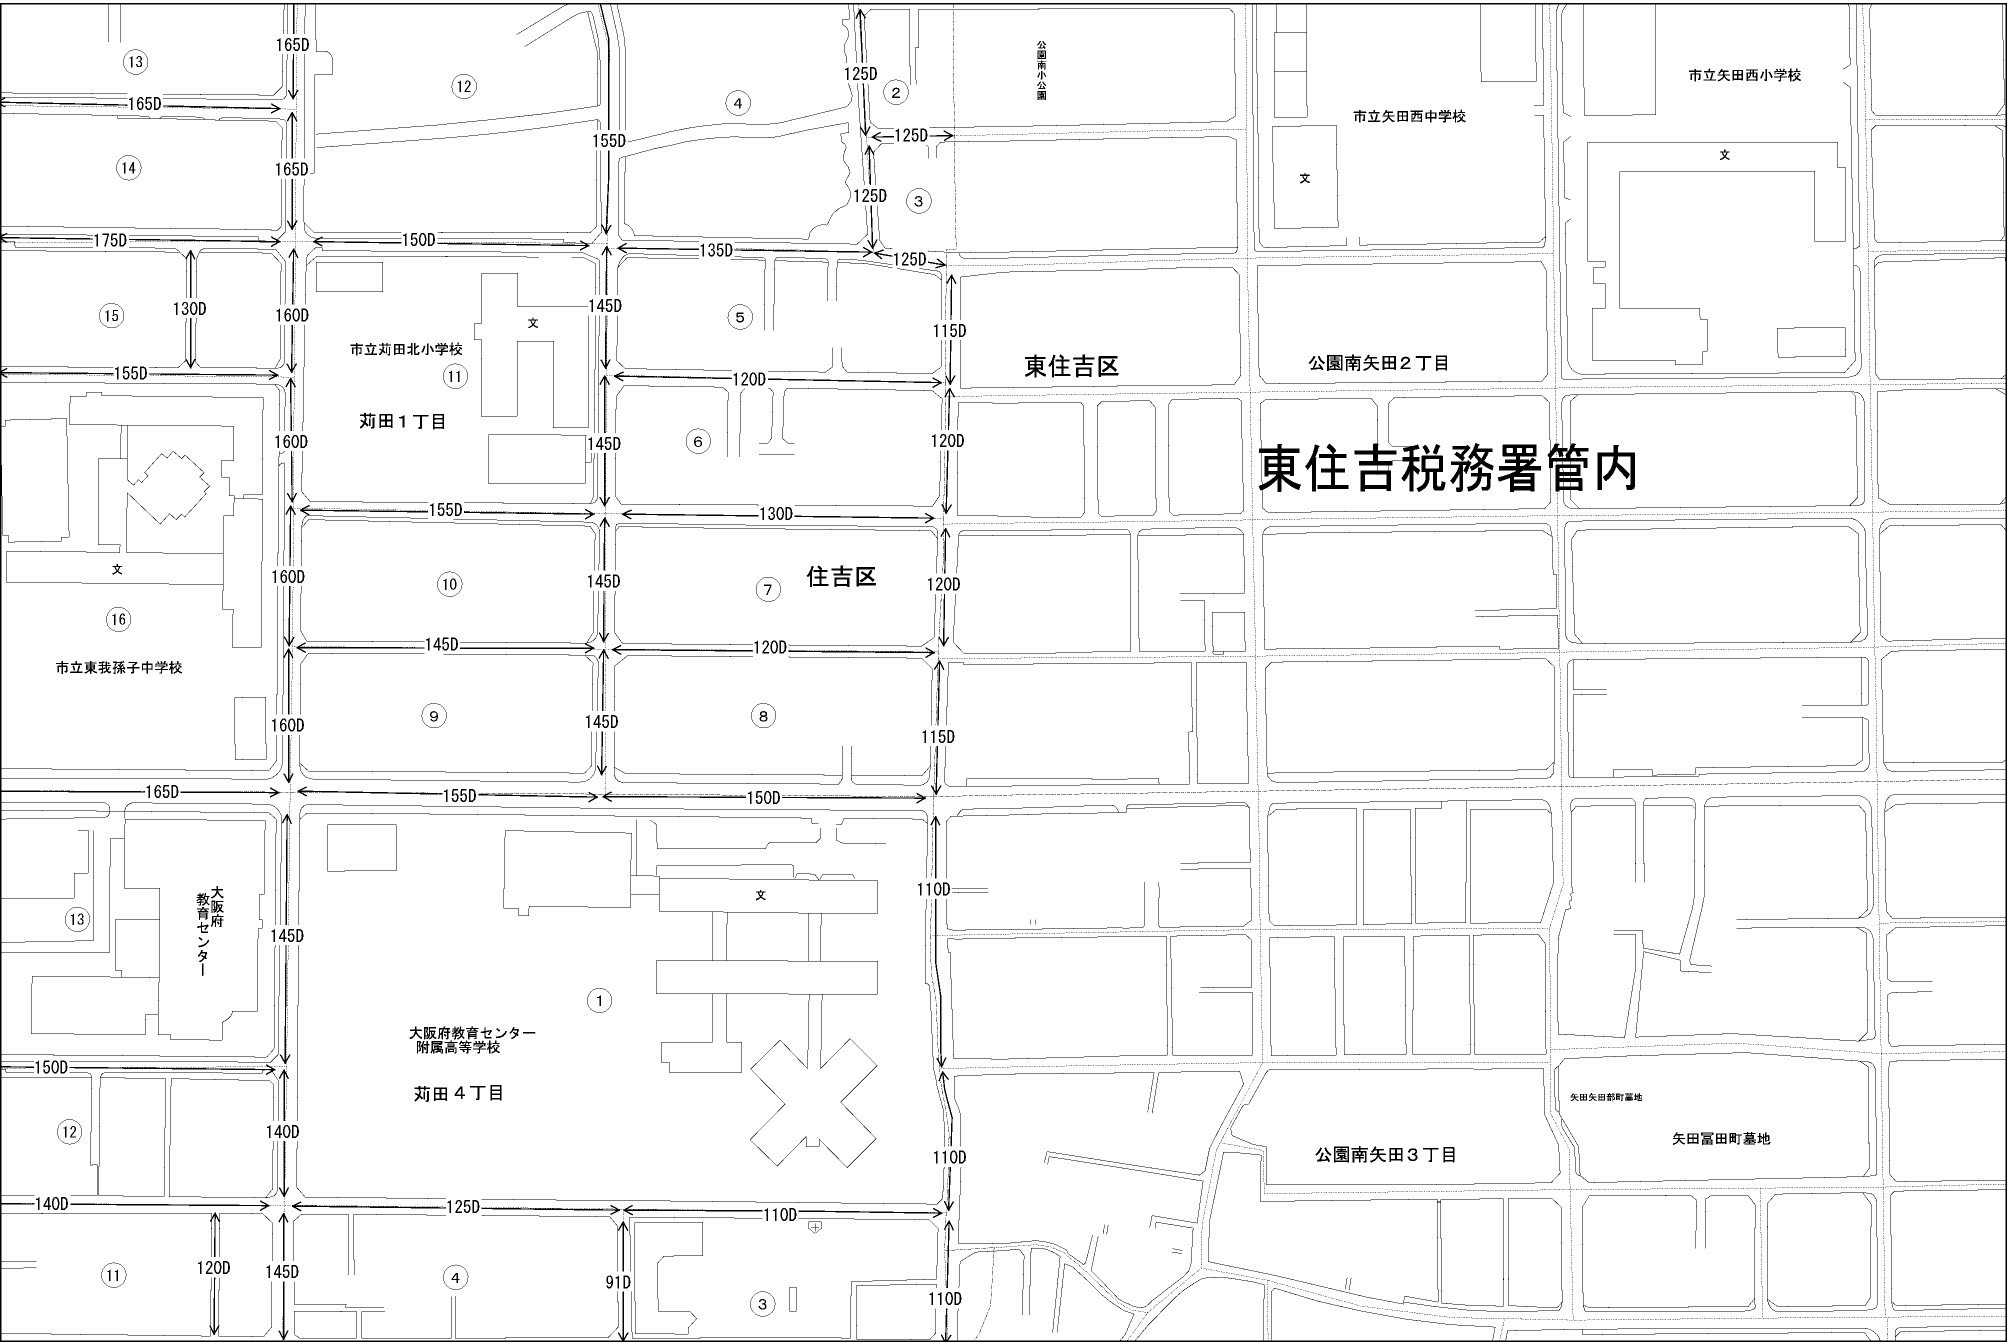 165D
公園南小公園
13
125D
市立矢田西小学校
12
2
165D
4
市立矢田西中学校
155D
125D
文
14
165D
文
125D
3
175D
150D
135D
125D
130D
15
160D
145D
5
115D
文
市立苅田北小学校
11
東住吉区
公園南矢田2丁目
155D
120D
苅田1丁目
160D
145D
6
120D
東住吉税務署管内
155D
130D
文
160D
10
145D
7
住吉区
120D
16
145D
120D
市立東我孫子中学校
160D
9
145D
8
115D
165D
155D
150D
110D
文
13
大阪府
教育センター
145D
1
大阪府教育センター
附属高等学校
150D
苅田4丁目
矢田矢田部町墓地
12
140D
110D
公園南矢田3丁目
矢田冨田町墓地
140D
125D
110D
11
120D
145D
4
91D
3
110D